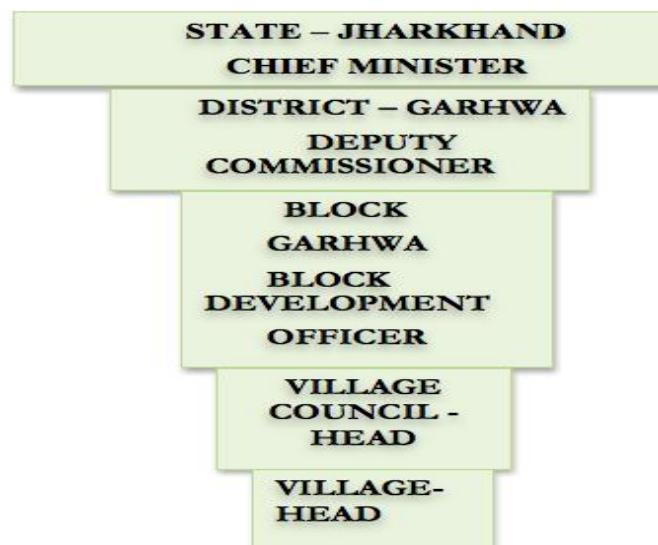 STATE – JHARKHAND
CHIEF MINISTER
DISTRICT – GARHWA
DEPUTY
COMMISSIONER
BLOCK
GARHWA
BLOCK
DEVELOPMENT
OFFICER
VILLAGE
COUNCIL -
HEAD
VILLAGE-
HEAD